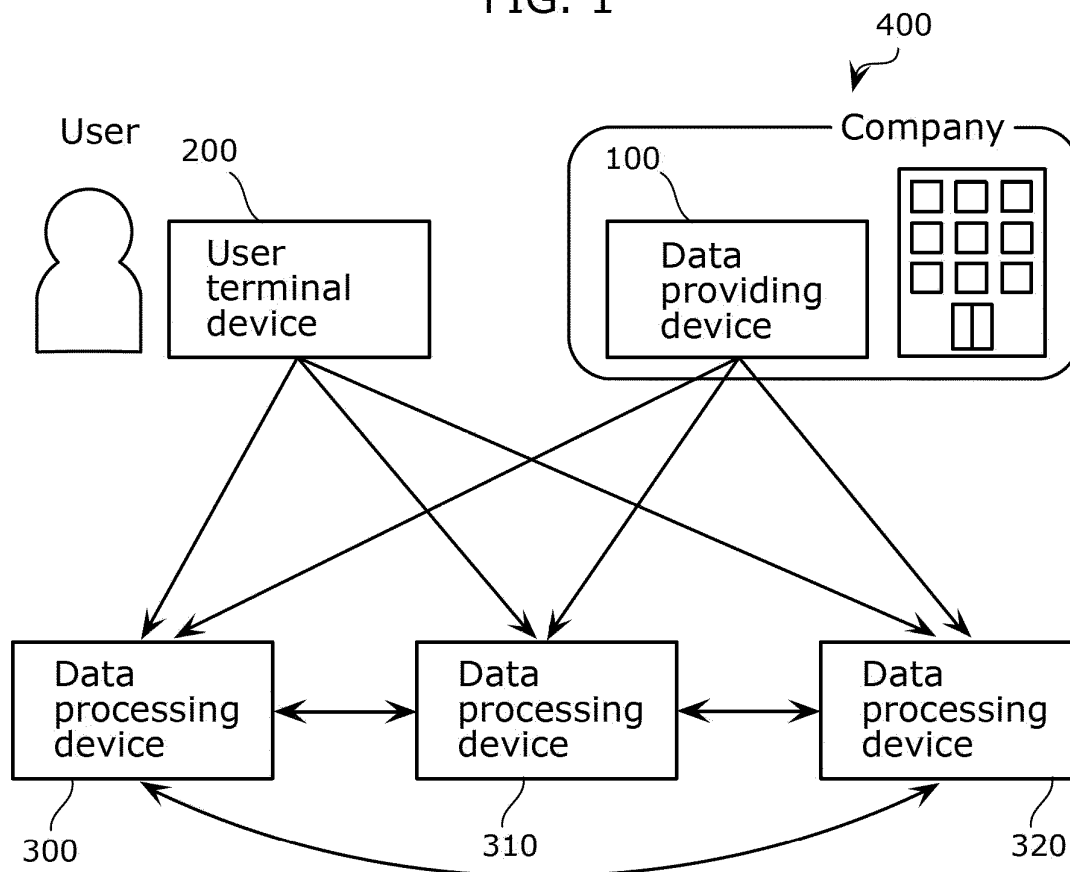 FIG. 1
400
User
Company
200
100
User
terminal
device
Data
providing
device
Data
processing
device
Data
processing
device
Data
processing
device
300
310
320